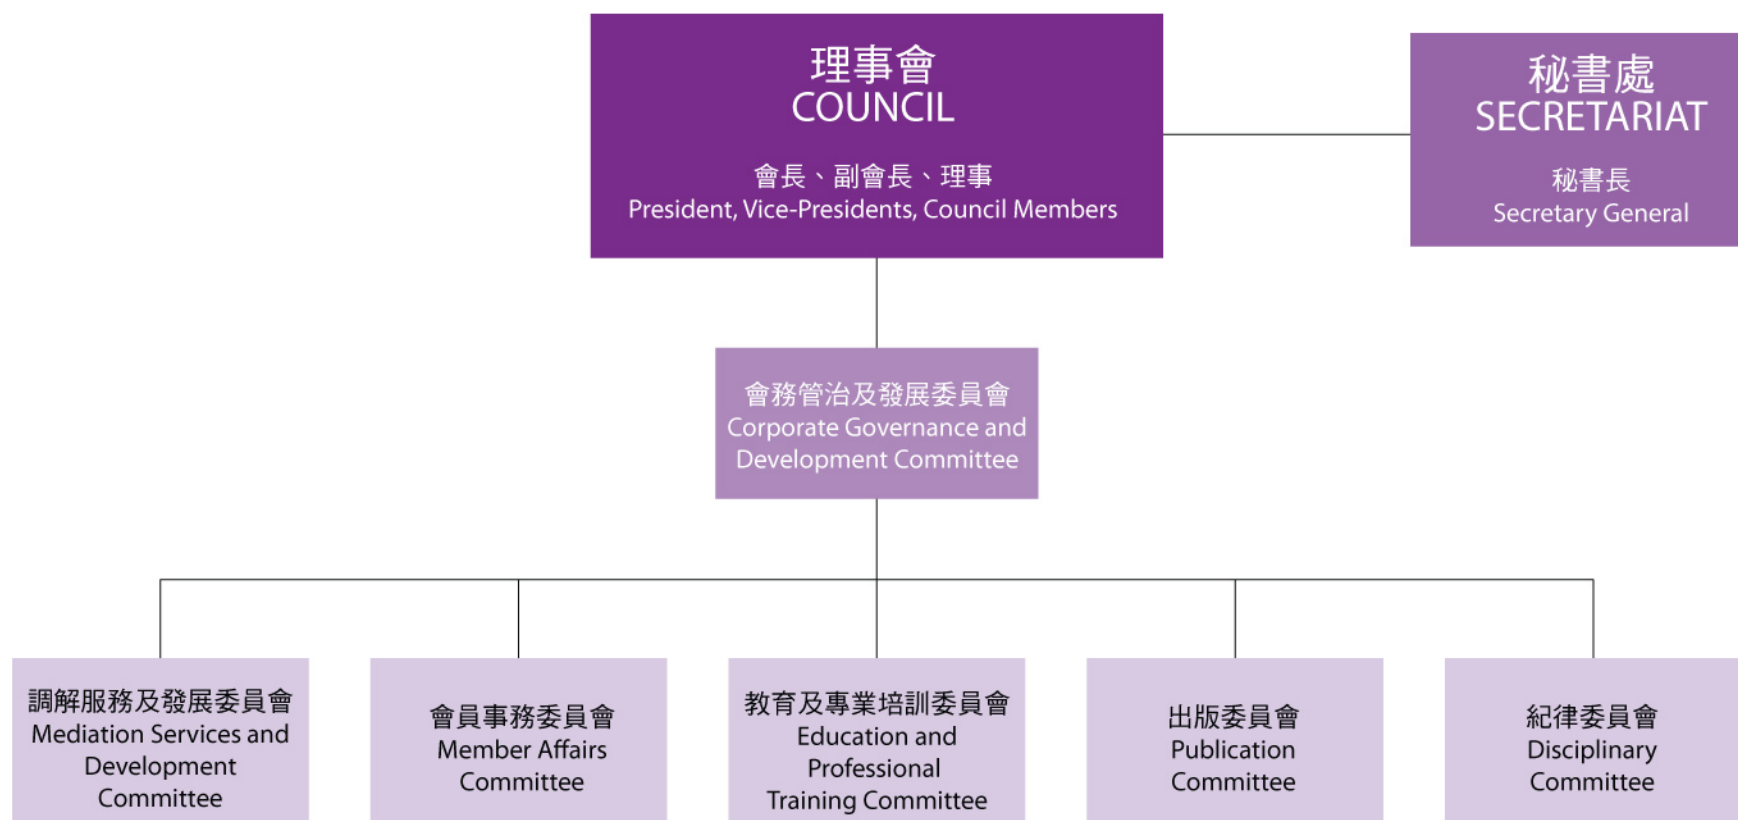 理事會
COUNCIL
會長、副會長、理事
President, Vice-Presidents, Council Members
秘書處
SECRETARIAT
秘書長
Secretary General
會務管治及發展委員會
Corporate Governance and
Development Committee
調解服務及發展委員會
Mediation Services and
Development
Committee
會員事務委員會
Member Affairs
Committee
教育及專業培訓委員會
Education and
Professional
Training Committee
出版委員會
Publication
Committee
紀律委員會
Disciplinary
Committee